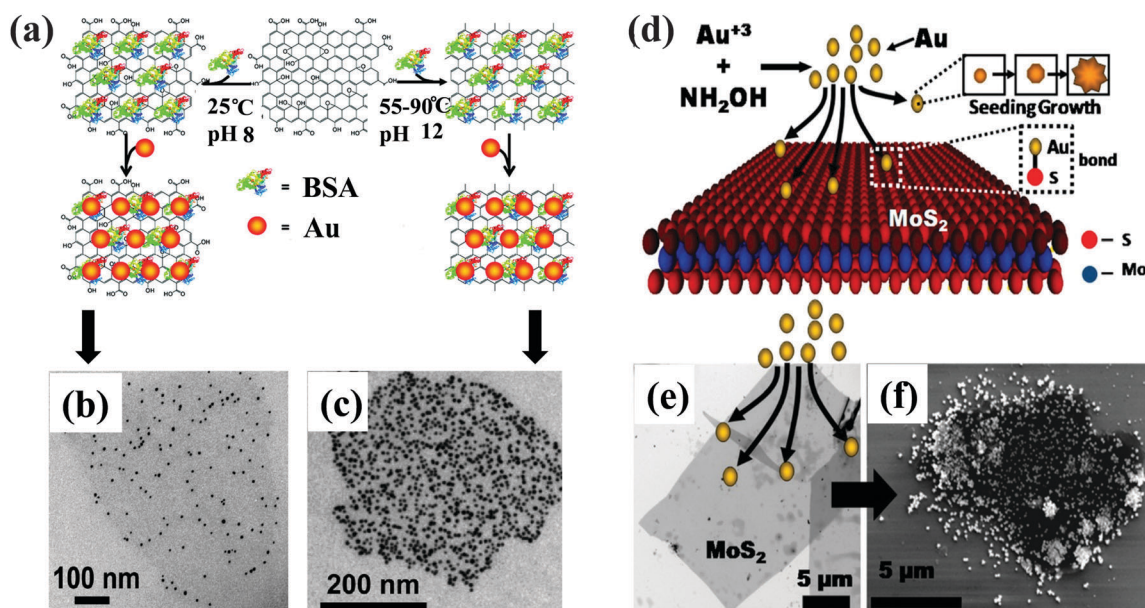 (a)
25℃
pH 8
55-90℃
pH 12
= BSA
= Au
(b)
100 nm
(c)
200 nm
(d)
Au+3
+
NH2OH
Au
Seeding Growth
Au
S
bond
MoS2
S
Mo
(e)
MoS2
5 µm
(f)
5 µm